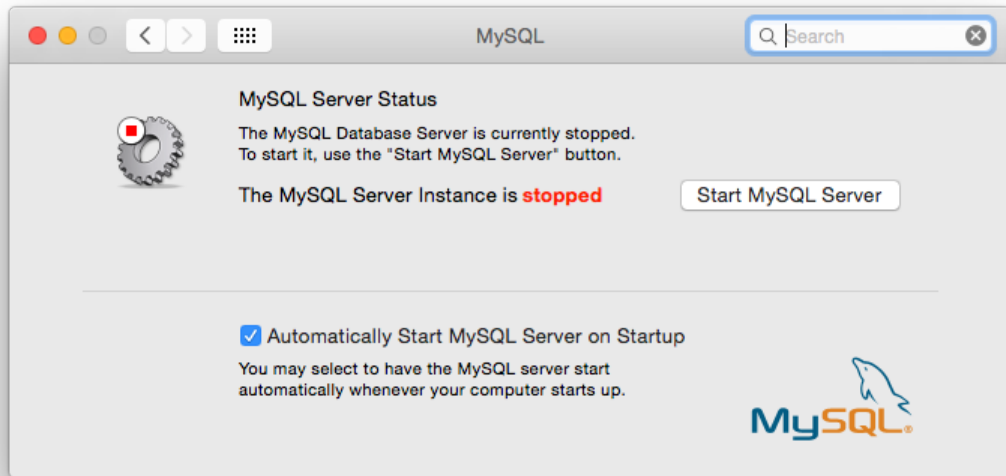 MySQL
Search
MySQL Server Status
The MySQL Database Server is currently stopped.
To start it, use the "Start MySQL Server" button.
The MySQL Server Instance is stopped
Start MySQL Server
Automatically Start MySQL Server on Startup
You may select to have the MySQL server start
automatically whenever your computer starts up.
MySQL®